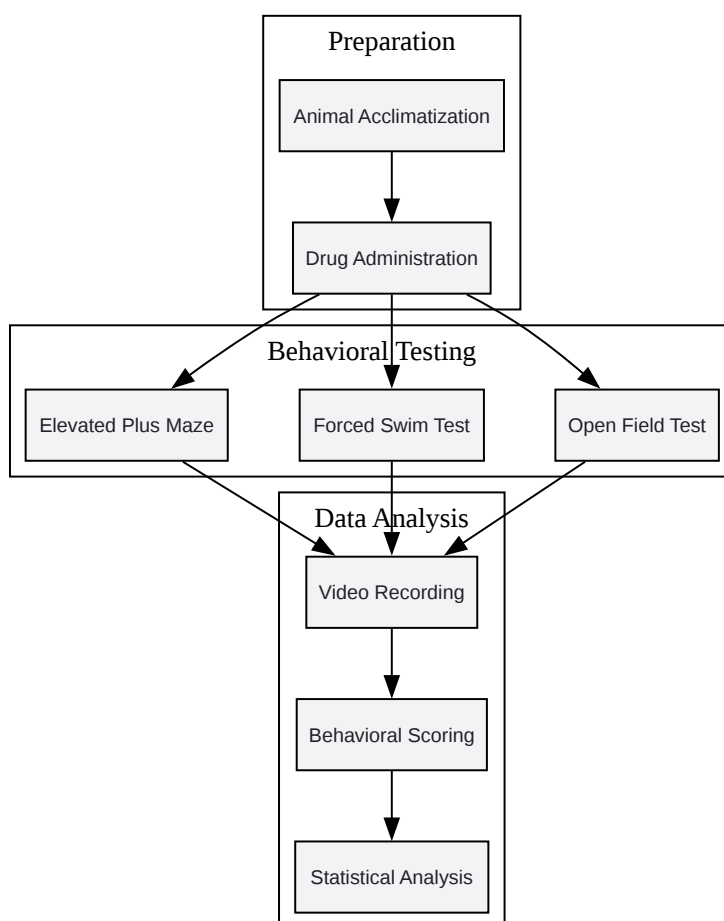 Preparation
Animal Acclimatization
Drug Administration
Behavioral Testing
Elevated Plus Maze
Forced Swim Test
Open Field Test
Data Analysis
Video Recording
Behavioral Scoring
Statistical Analysis